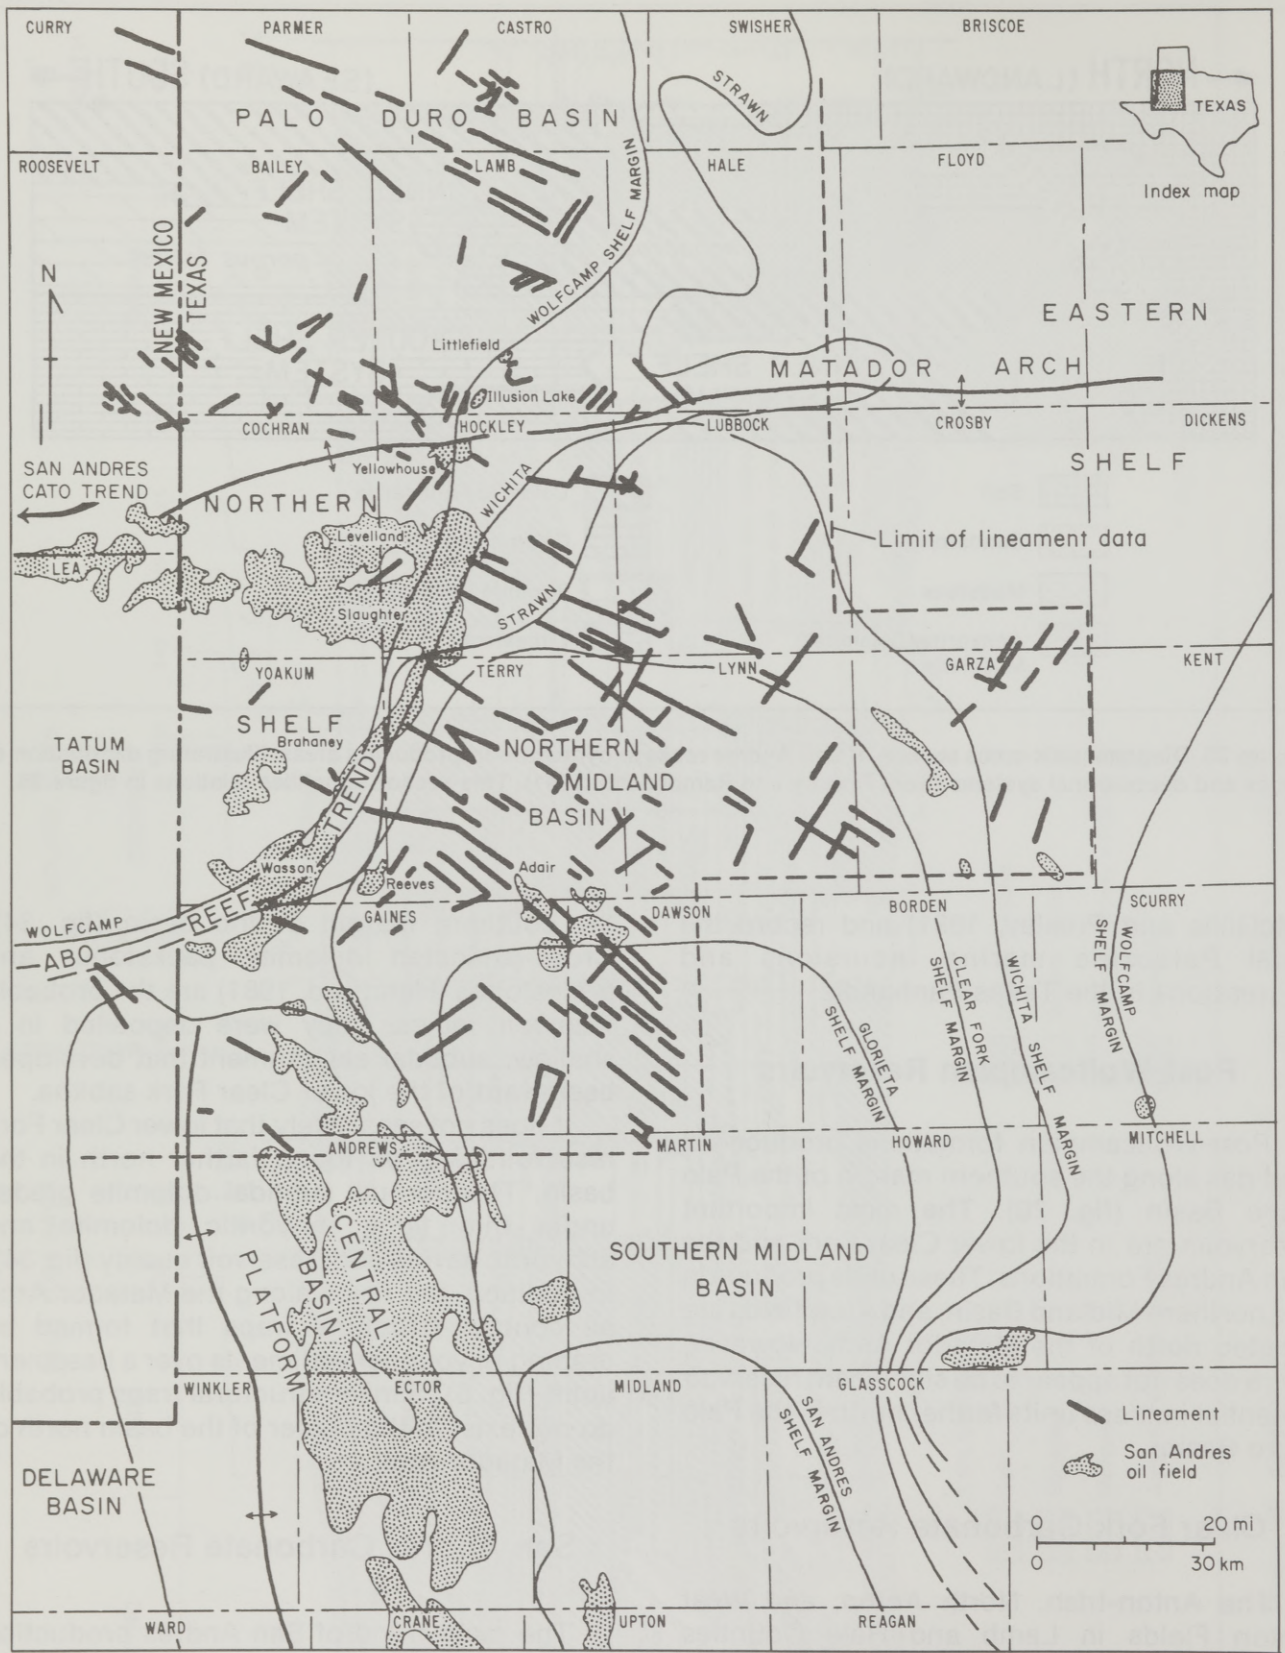 CURRY
PARMER
CASTRO
SWISHER
BRISCOE
STRAWN
TEXAS
PALO DURO BASIN
ROOSEVELT
BAILEY
LAMB
HALE
FLOYD
Index map
WOLFCAMP SHELF MARGIN
NEW MEXICO
TEXAS
N
EASTERN
Littlefield
MATADOR ARCH
Illusion Lake
COCHRAN
HOCKLEY
LUBBOCK
CROSBY
DICKENS
SAN ANDRES
CATO TREND
Yellowhouse
WICHITA
SHELF
NORTHERN
Levelland
Limit of lineament data
LEA
Slaughter
STRAWN
YOAKUM
TERRY
LYNN
GARZA
KENT
SHELF
TATUM
BASIN
Brahaney
NORTHERN
MIDLAND
BASIN
TREND
Wasson
Reeves
Adair
REEF
WOLFCAMP
ABO
GAINES
DAWSON
BORDEN
SCURRY
GLORIETA
SHELF MARGIN
CLEAR FORK
SHELF MARGIN
WICHITA SHELF MARGIN
WOLFCAMP
SHELF MARGIN
ANDREWS
MARTIN
HOWARD
MITCHELL
CENTRAL
BASIN
PLATFORM
SOUTHERN MIDLAND
BASIN
WINKLER
ECTOR
MIDLAND
GLASSCOCK
SAN ANDRES
SHELF MARGIN
Lineament
San Andres
oil field
DELAWARE
BASIN
0 20 mi
0 30 km
WARD
CRANE
UPTON
REAGAN